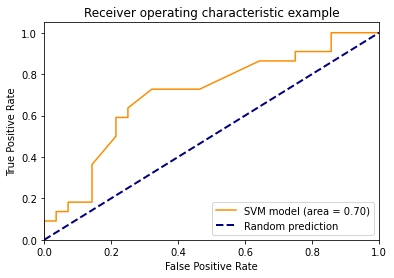 Receiver operating characteristic example
True Positive Rate
1.0
0.8
0.6
0.4
0.2
0.0
SVM model (area = 0.70)
Random prediction
0.0 0.2 0.4 0.6 0.8 1.0
False Positive Rate